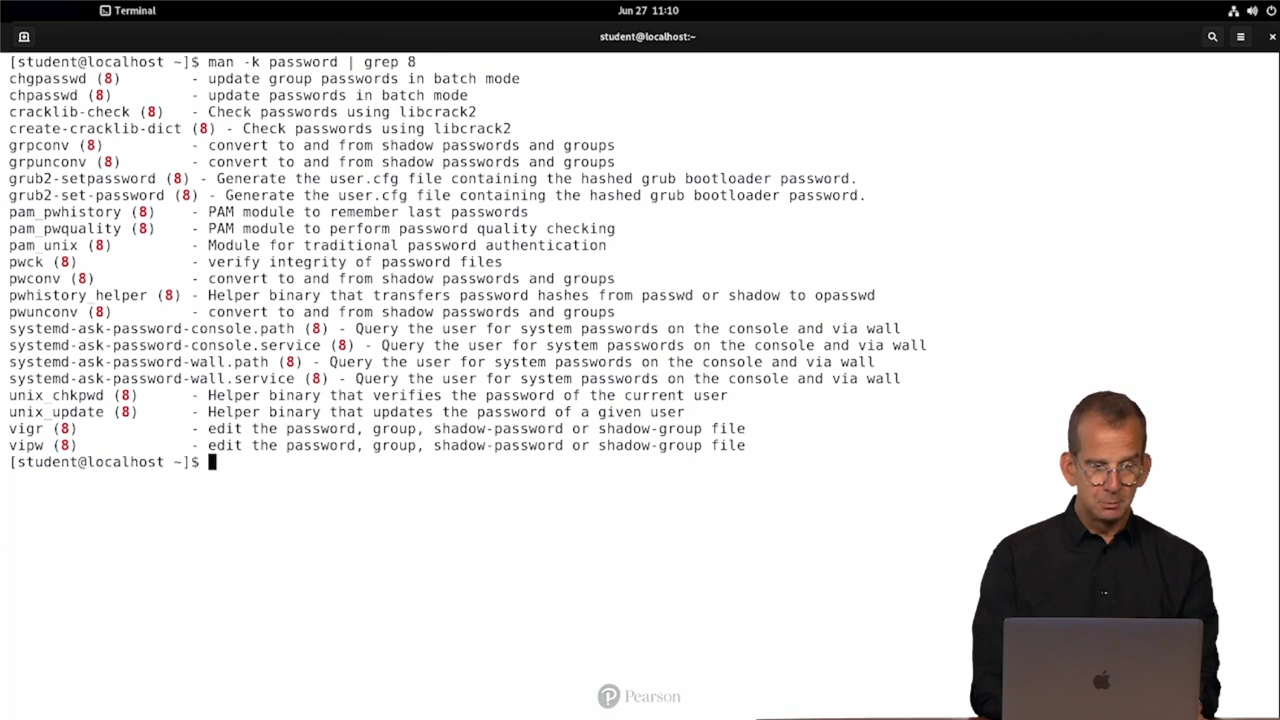 Terminal
Jun 27 11:10
student@localhost:~
[student@localhost ~]$ man -k password | grep 8
chgpasswd (8)        - update group passwords in batch mode
chpasswd (8)         - update passwords in batch mode
cracklib-check (8)   - Check passwords using libcrack2
create-cracklib-dict (8) - Check passwords using libcrack2
grpconv (8)          - convert to and from shadow passwords and groups
grpunconv (8)        - convert to and from shadow passwords and groups
grub2-setpassword (8) - Generate the user.cfg file containing the hashed grub bootloader password.
grub2-set-password (8) - Generate the user.cfg file containing the hashed grub bootloader password.
pam_pwhistory (8)    - PAM module to remember last passwords
pam_pwquality (8)    - PAM module to perform password quality checking
pam_unix (8)         - Module for traditional password authentication
pwck (8)             - verify integrity of password files
pwconv (8)           - convert to and from shadow passwords and groups
pwhistory_helper (8) - Helper binary that transfers password hashes from passwd or shadow to opasswd
pwunconv (8)         - convert to and from shadow passwords and groups
systemd-ask-password-console.path (8) - Query the user for system passwords on the console and via wall
systemd-ask-password-console.service (8) - Query the user for system passwords on the console and via wall
systemd-ask-password-wall.path (8) - Query the user for system passwords on the console and via wall
systemd-ask-password-wall.service (8) - Query the user for system passwords on the console and via wall
unix_chkpwd (8)      - Helper binary that verifies the password of the current user
unix_update (8)      - Helper binary that updates the password of a given user
vigr (8)             - edit the password, group, shadow-password or shadow-group file
vipw (8)             - edit the password, group, shadow-password or shadow-group file
[student@localhost ~]$
Pearson